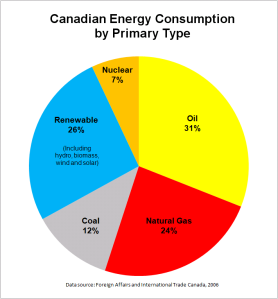 Canadian Energy Consumption
by Primary Type
Nuclear
7%
Oil
31%
Renewable
26%
(Including
hydro, biomass,
wind and solar)
Coal
12%
Natural Gas
24%
Data source: Foreign Affairs and International Trade Canada, 2006